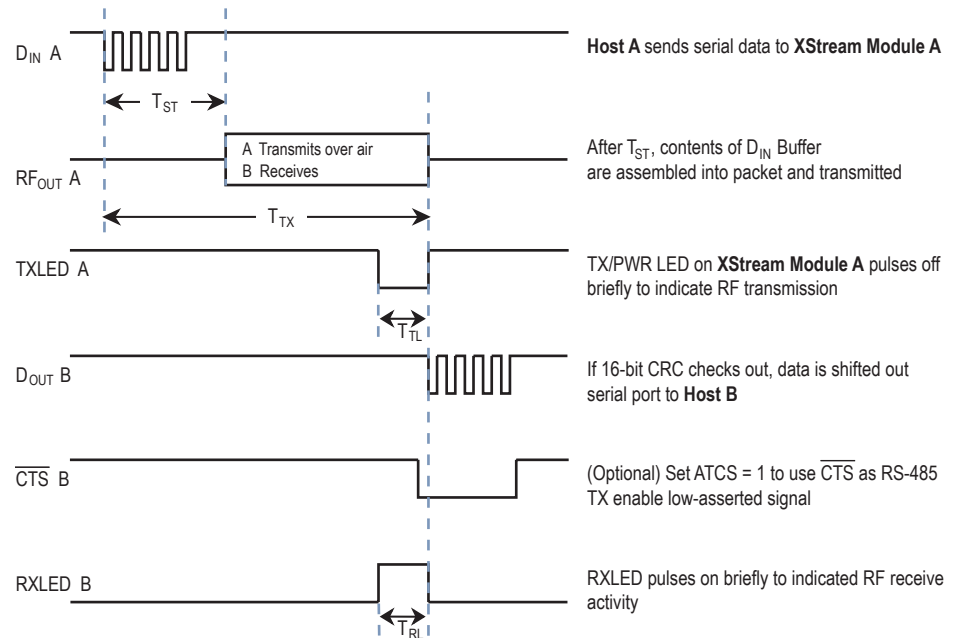 D_IN A
Host A sends serial data to XStream Module A
T_ST
A Transmits over air
B Receives
RF_OUT A
After T_ST, contents of D_IN Buffer
are assembled into packet and transmitted
T_TX
TXLED A
TX/PWR LED on XStream Module A pulses off
briefly to indicate RF transmission
T_TL
D_OUT B
If 16-bit CRC checks out, data is shifted out
serial port to Host B
C̅T̅S̅ B
(Optional) Set ATCS = 1 to use C̅T̅S̅ as RS-485
TX enable low-asserted signal
RXLED B
RXLED pulses on briefly to indicated RF receive
activity
T_RL